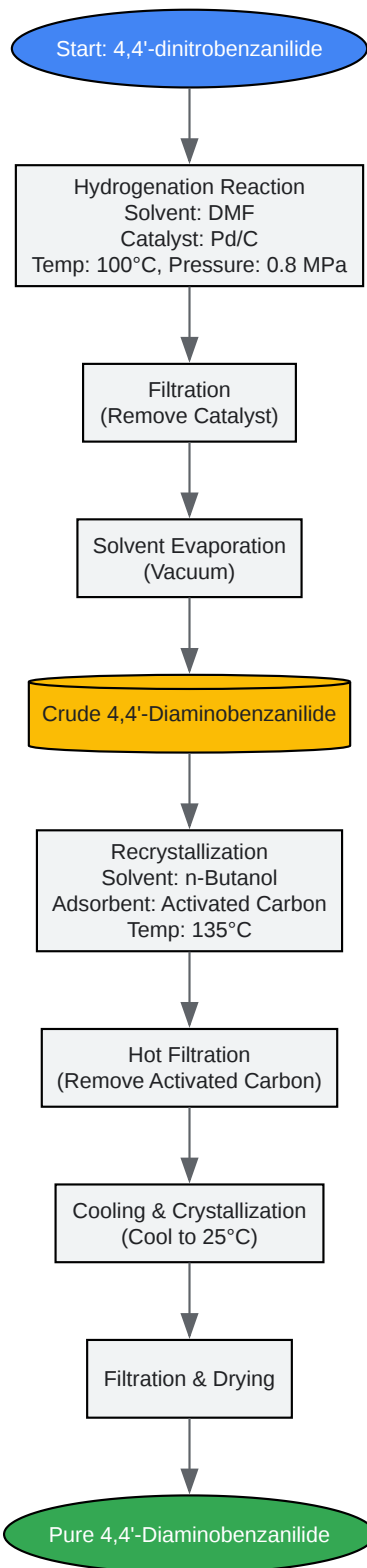 Start: 4,4'-dinitrobenzanilide
Hydrogenation Reaction
Solvent: DMF
Catalyst: Pd/C
Temp: 100°C, Pressure: 0.8 MPa
Filtration
(Remove Catalyst)
Solvent Evaporation
(Vacuum)
Crude 4,4'-Diaminobenzanilide
Recrystallization
Solvent: n-Butanol
Adsorbent: Activated Carbon
Temp: 135°C
Hot Filtration
(Remove Activated Carbon)
Cooling & Crystallization
(Cool to 25°C)
Filtration & Drying
Pure 4,4'-Diaminobenzanilide